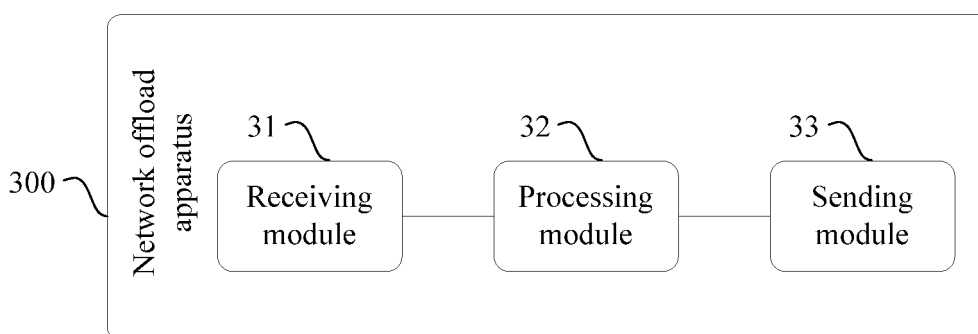 300
Network offload
apparatus
31
Receiving
module
32
Processing
module
33
Sending
module